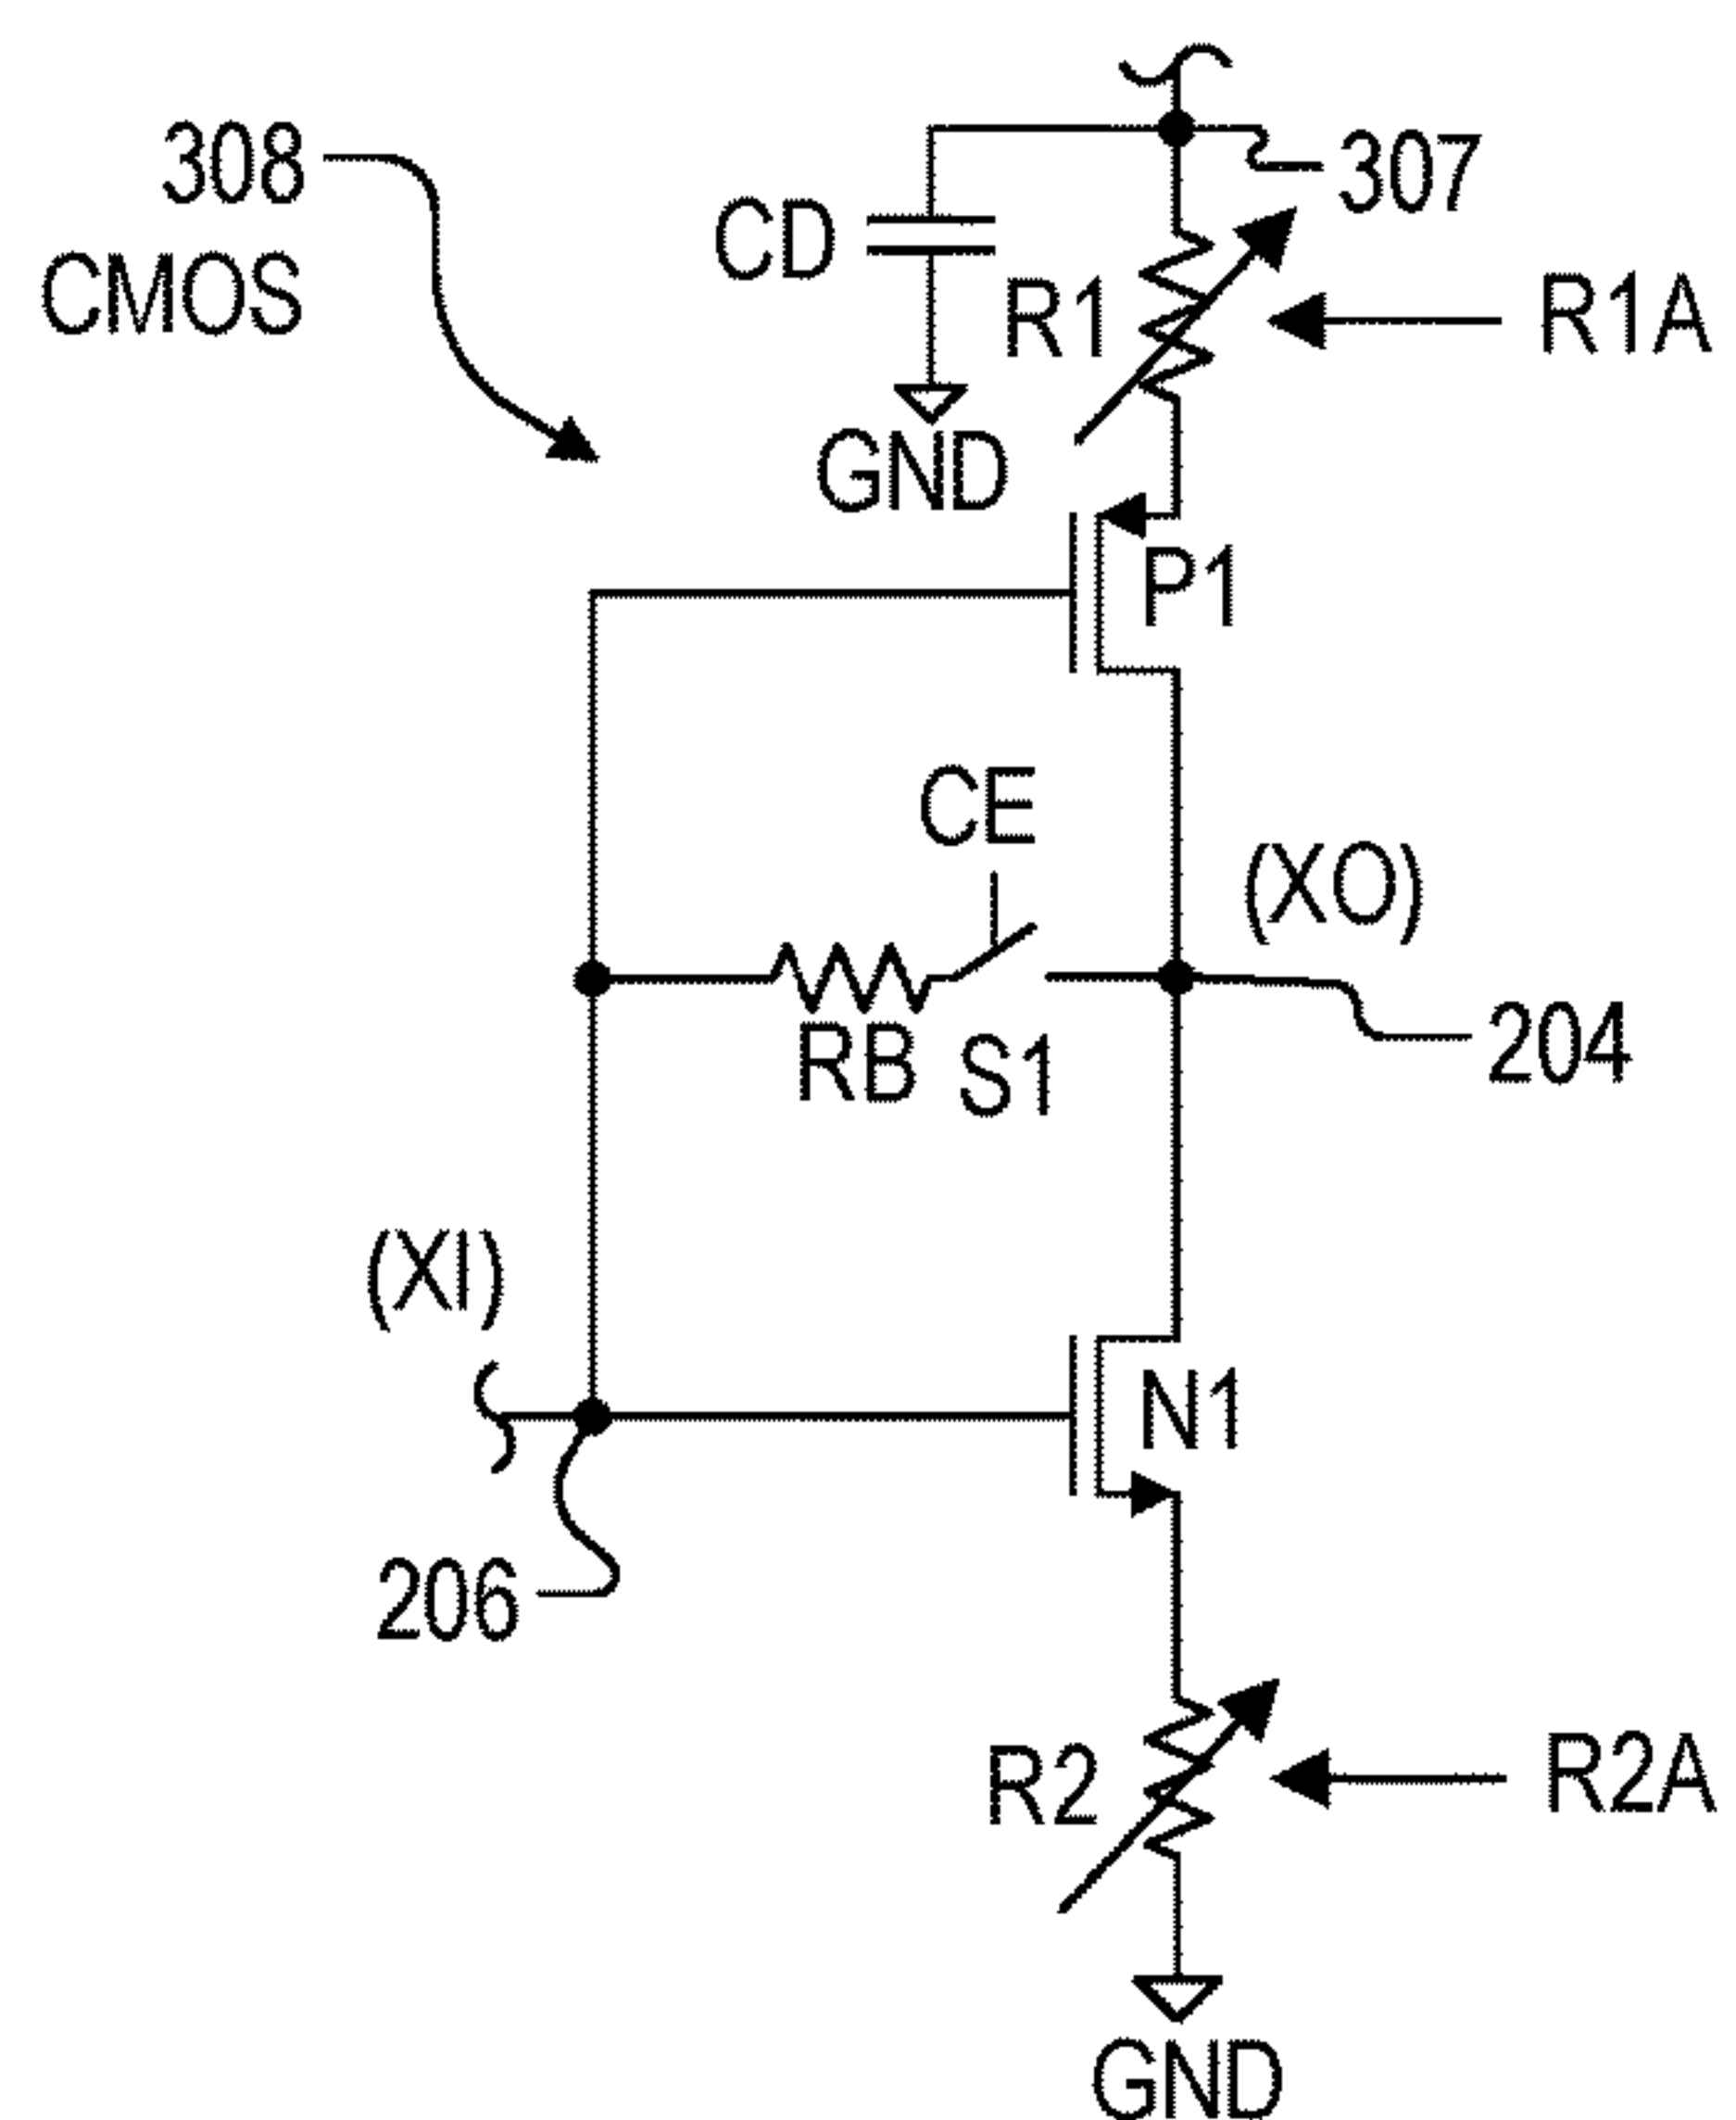 308
CMOS
307
CD
R1
R1A
GND
P1
CE
(XO)
RB
S1
204
(XI)
N1
206
R2
R2A
GND